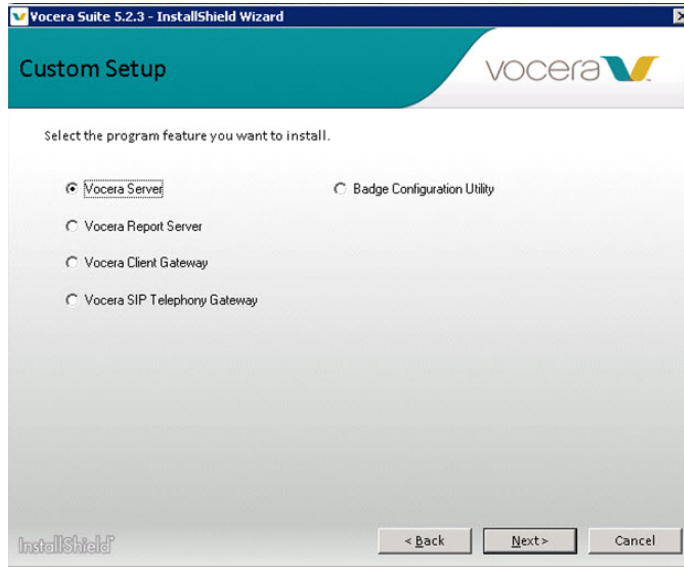 Vocera Suite 5.2.3 - InstallShield Wizard
Custom Setup
vocera
Select the program feature you want to install.
Vocera Server
Badge Configuration Utility
Vocera Report Server
Vocera Client Gateway
Vocera SIP Telephony Gateway
InstallShield
< Back
Next >
Cancel